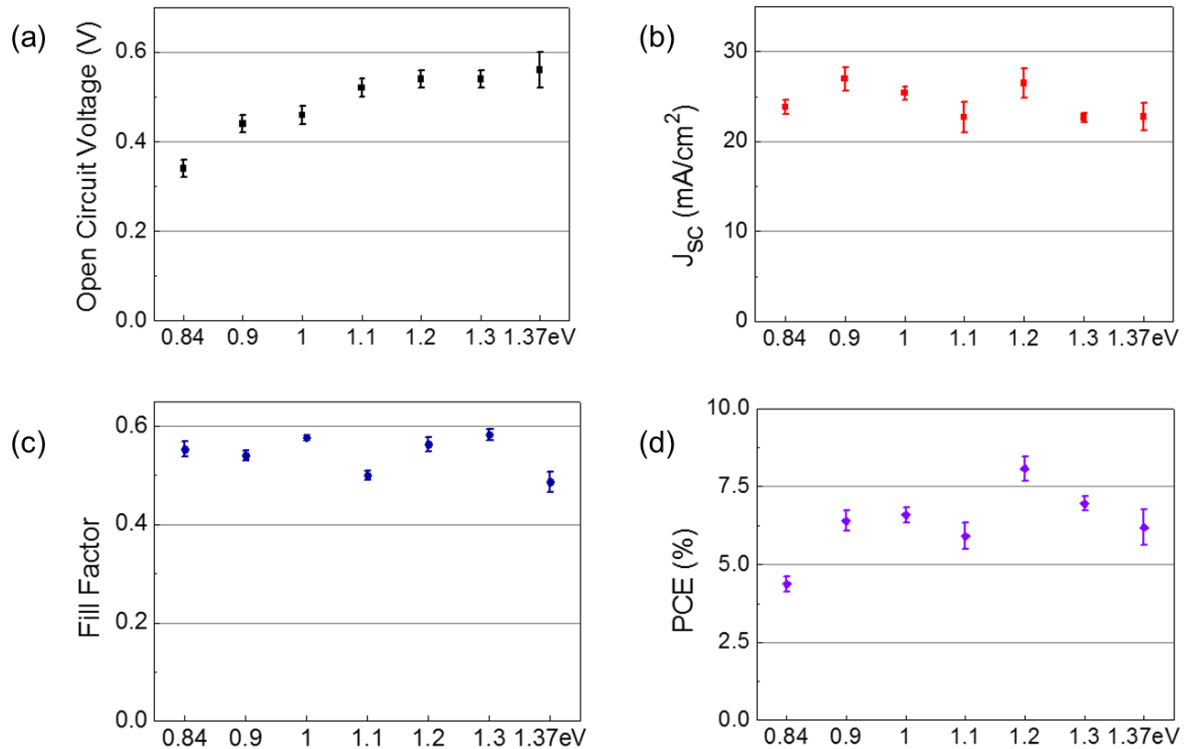 (a)
Open Circuit Voltage (V)
0.6
0.4
0.2
0.0
0.84 0.9 1 1.1 1.2 1.3 1.37eV
(b)
J_SC (mA/cm²)
30
20
10
0
0.84 0.9 1 1.1 1.2 1.3 1.37eV
(c)
Fill Factor
0.6
0.4
0.2
0.0
0.84 0.9 1 1.1 1.2 1.3 1.37eV
(d)
PCE (%)
10.0
7.5
5.0
2.5
0.0
0.84 0.9 1 1.1 1.2 1.3 1.37eV